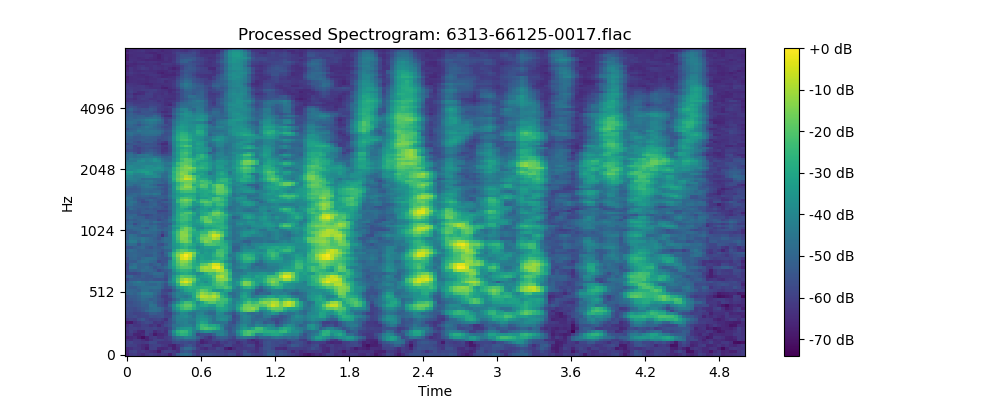 Processed Spectrogram: 6313-66125-0017.flac
Hz
4096
2048
1024
512
0
0 0.6 1.2 1.8 2.4 3 3.6 4.2 4.8
Time
+0 dB
-10 dB
-20 dB
-30 dB
-40 dB
-50 dB
-60 dB
-70 dB